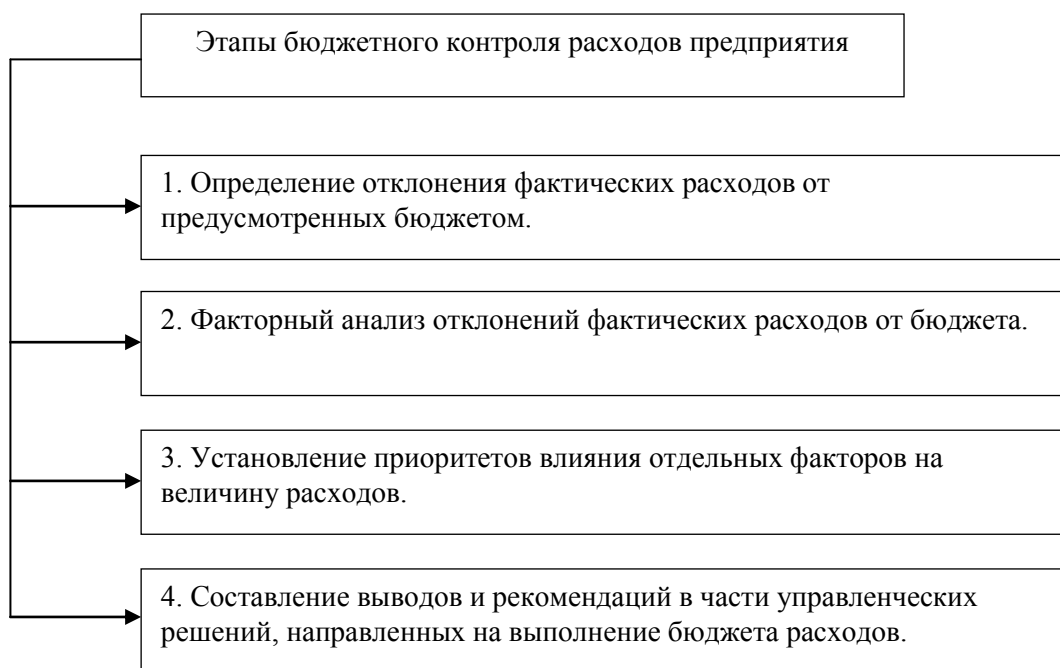 Этапы бюджетного контроля расходов предприятия
1. Определение отклонения фактических расходов от
предусмотренных бюджетом.
2. Факторный анализ отклонений фактических расходов от бюджета.
3. Установление приоритетов влияния отдельных факторов на
величину расходов.
4. Составление выводов и рекомендаций в части управленческих
решений, направленных на выполнение бюджета расходов.